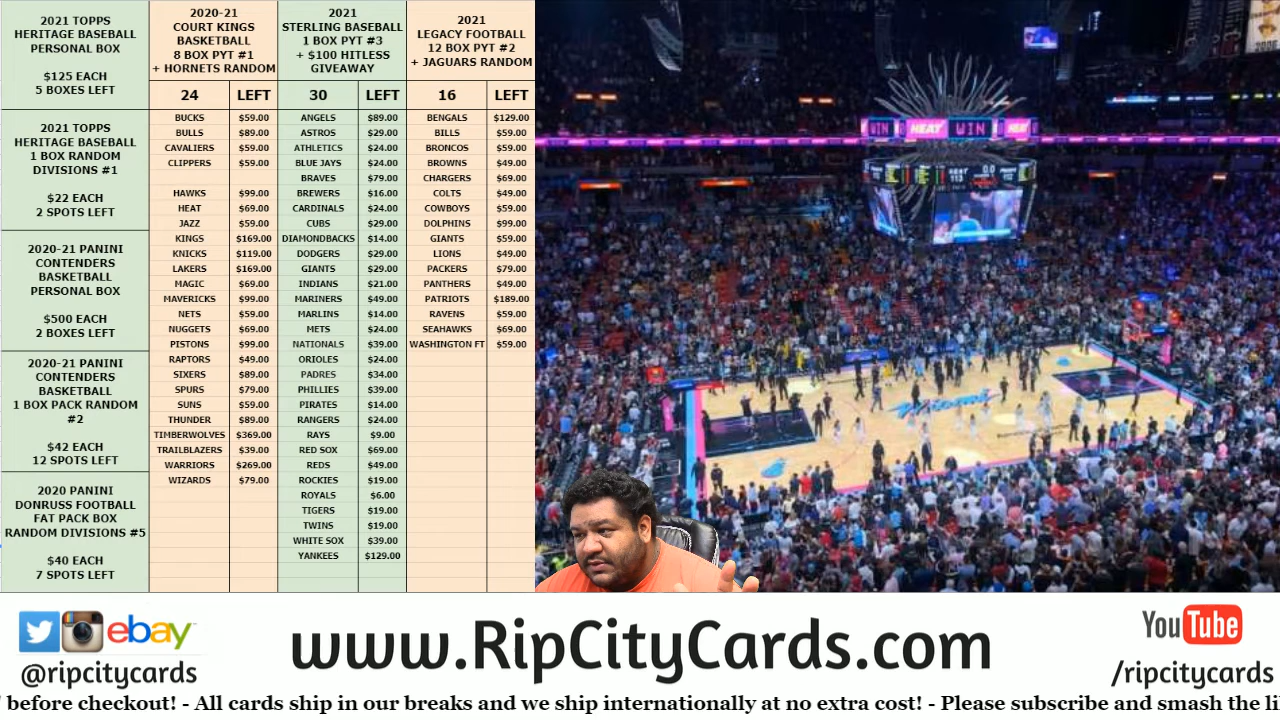 2021 TOPPS
HERITAGE BASEBALL
PERSONAL BOX
$125 EACH
5 BOXES LEFT
2021 TOPPS
HERITAGE BASEBALL
1 BOX RANDOM
DIVISIONS #1
$22 EACH
2 SPOTS LEFT
2020-21 PANINI
CONTENDERS
BASKETBALL
PERSONAL BOX
$500 EACH
2 BOXES LEFT
2020-21 PANINI
CONTENDERS
BASKETBALL
1 BOX PACK RANDOM
#2
$42 EACH
12 SPOTS LEFT
2020 PANINI
DONRUSS FOOTBALL
FAT PACK BOX
RANDOM DIVISIONS #5
$40 EACH
7 SPOTS LEFT
2020-21
COURT KINGS
BASKETBALL
8 BOX PYT #1
+ HORNETS RANDOM
24 LEFT
BUCKS $59.00
BULLS $89.00
CAVALIERS $59.00
CLIPPERS $59.00
HAWKS $99.00
HEAT $69.00
JAZZ $59.00
KINGS $169.00
KNICKS $119.00
LAKERS $169.00
MAGIC $69.00
MAVERICKS $99.00
NETS $59.00
NUGGETS $69.00
PISTONS $99.00
RAPTORS $49.00
SIXERS $89.00
SPURS $79.00
SUNS $59.00
THUNDER $89.00
TIMBERWOLVES $369.00
TRAILBLAZERS $39.00
WARRIORS $269.00
WIZARDS $79.00
2021
STERLING BASEBALL
1 BOX PYT #3
+ $100 HITLESS
GIVEAWAY
30 LEFT
ANGELS $89.00
ASTROS $29.00
ATHLETICS $24.00
BLUE JAYS $24.00
BRAVES $79.00
BREWERS $16.00
CARDINALS $24.00
CUBS $29.00
DIAMONDBACKS $14.00
DODGERS $29.00
GIANTS $29.00
INDIANS $21.00
MARINERS $49.00
MARLINS $14.00
METS $24.00
NATIONALS $39.00
ORIOLES $24.00
PADRES $34.00
PHILLIES $39.00
PIRATES $14.00
RANGERS $24.00
RAYS $9.00
RED SOX $69.00
REDS $49.00
ROCKIES $19.00
ROYALS $6.00
TIGERS $19.00
TWINS $19.00
WHITE SOX $39.00
YANKEES $129.00
2021
LEGACY FOOTBALL
12 BOX PYT #2
+ JAGUARS RANDOM
16 LEFT
BENGALS $129.00
BILLS $59.00
BRONCOS $59.00
BROWNS $49.00
CHARGERS $69.00
COLTS $49.00
COWBOYS $59.00
DOLPHINS $99.00
GIANTS $59.00
LIONS $49.00
PACKERS $79.00
PANTHERS $49.00
PATRIOTS $189.00
RAVENS $59.00
SEAHAWKS $69.00
WASHINGTON FT $59.00
WIN HEAT WIN HEAT
HEAT 0.0
113 112
Miami
ebay
@ripcitycards
www.RipCityCards.com
YouTube
/ripcitycards
before checkout! - All cards ship in our breaks and we ship internationally at no extra cost! - Please subscribe and smash the li